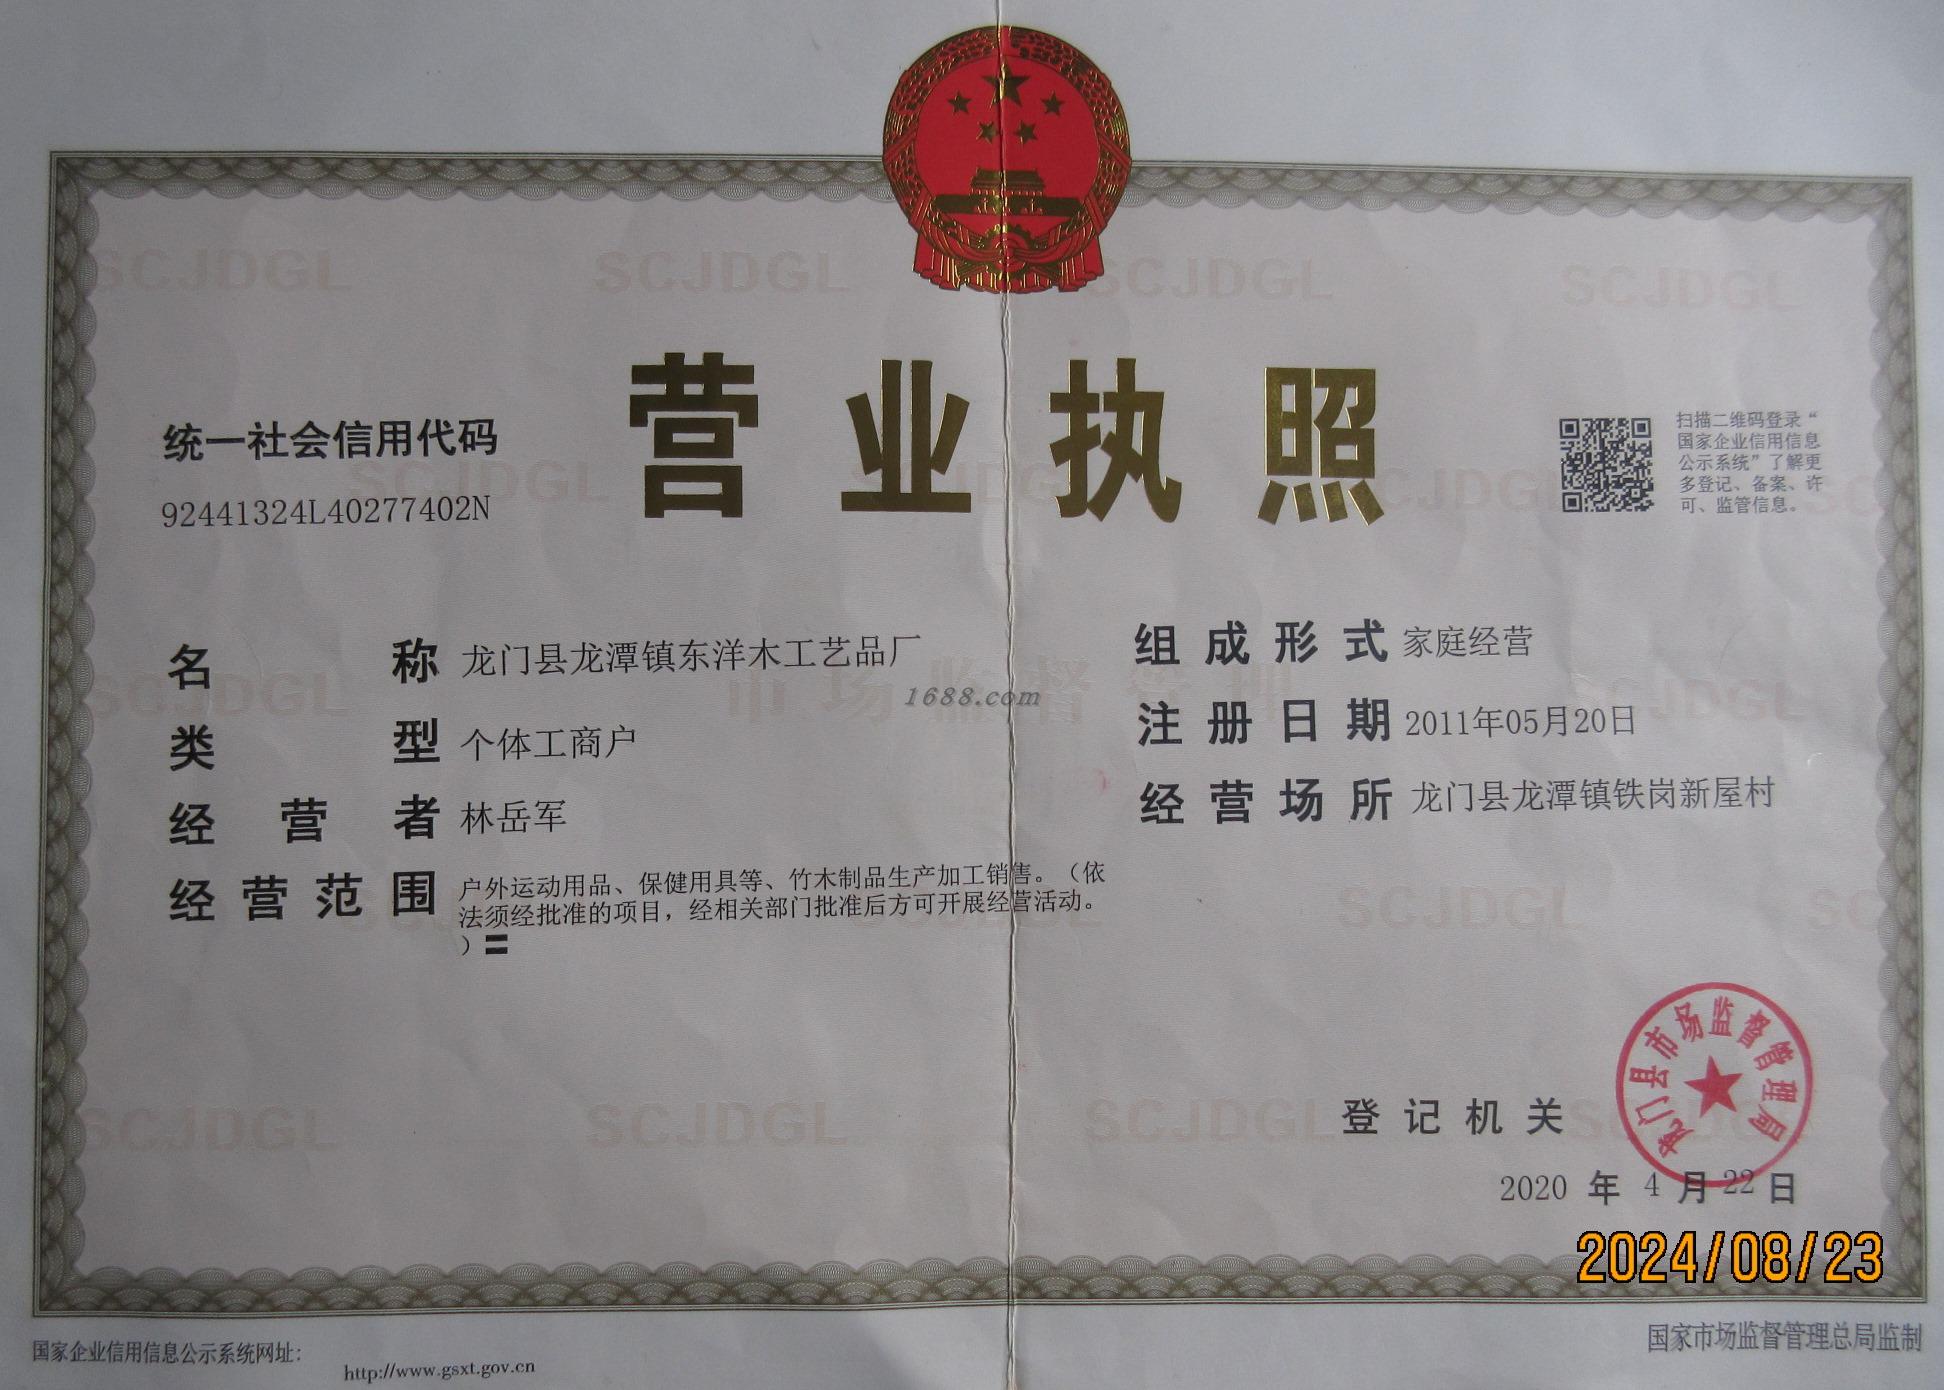 营业执照
统一社会信用代码
92441324L40277402N
扫描二维码登录“
国家企业信用信息
公示系统”了解更
多登记、备案、许
可、监管信息。
名称 龙门县龙潭镇东洋木工艺品厂
类型 个体工商户
经营者 林岳军
经营范围 户外运动用品、保健用具等、竹木制品生产加工销售。（依
法须经批准的项目，经相关部门批准后方可开展经营活动。
）〓
组成形式 家庭经营
注册日期 2011年05月20日
经营场所 龙门县龙潭镇铁岗新屋村
1688.com
市场监督管理
SCJDGL SCJDGL SCJDGL SCJDGL
龙门县市场监督管理局
登记机关
2020 年 4 月 22 日
2024/08/23
国家企业信用信息公示系统网址：
http://www.gsxt.gov.cn
国家市场监督管理总局监制